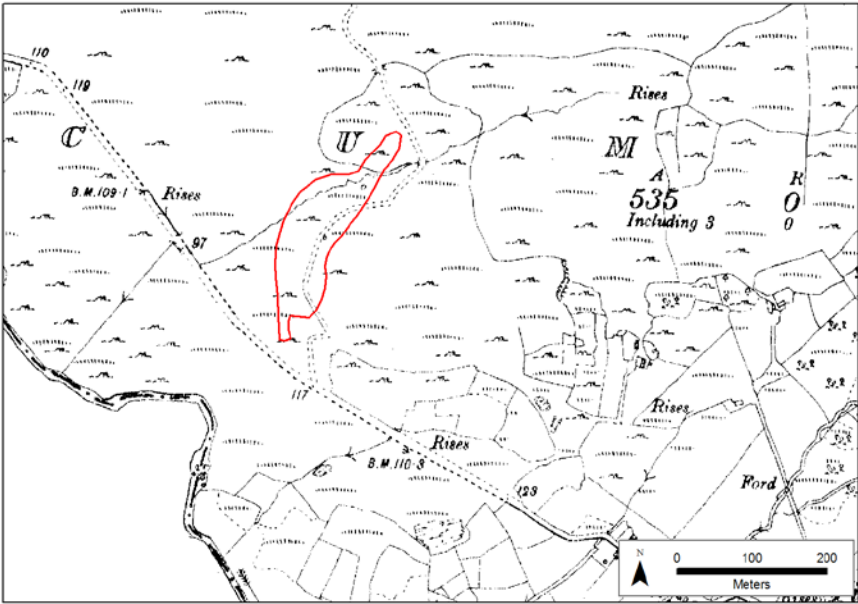 110
119
C
U
M
Rises
A
R
535
0
Including 3
0
B.M.109·1
Rises
97
117
Rises
B.M.110·3
Rises
123
Ford
N
0 100 200
Meters